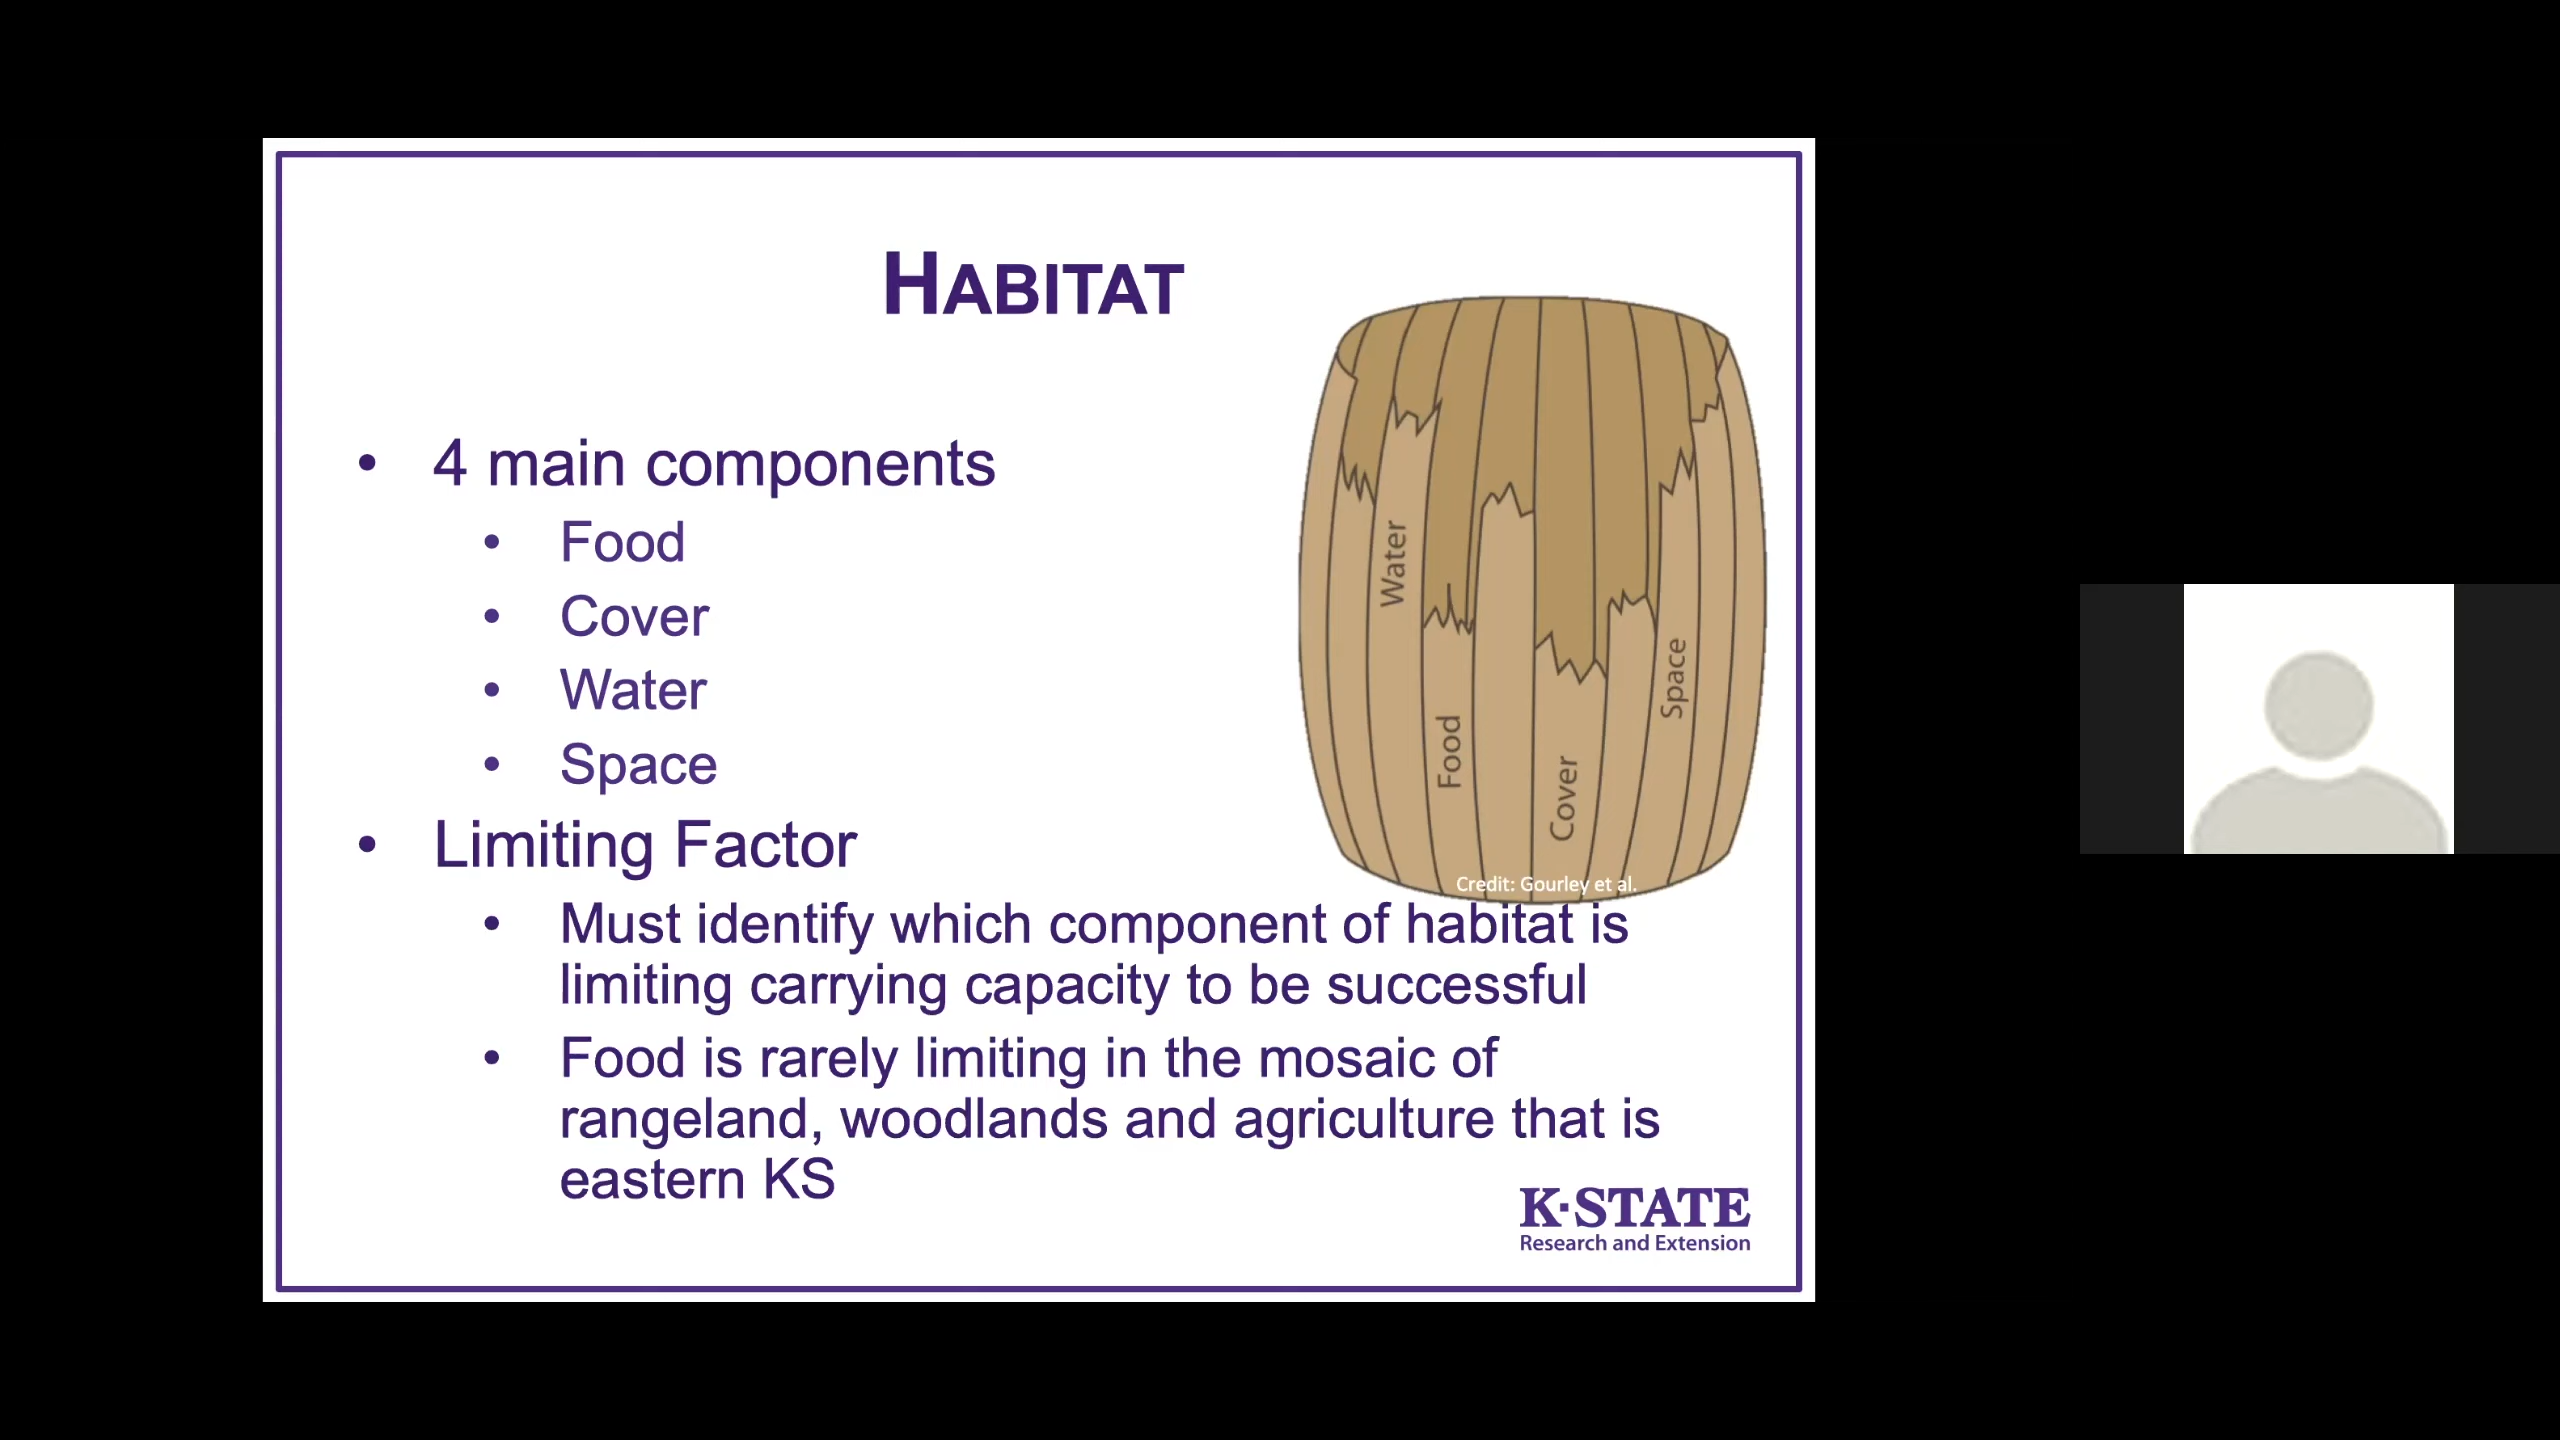 HABITAT
• 4 main components
• Food
• Cover
• Water
• Space
• Limiting Factor
• Must identify which component of habitat is
limiting carrying capacity to be successful
• Food is rarely limiting in the mosaic of
rangeland, woodlands and agriculture that is
eastern KS
Water
Food
Cover
Space
Credit: Gourley et al.
K·STATE
Research and Extension